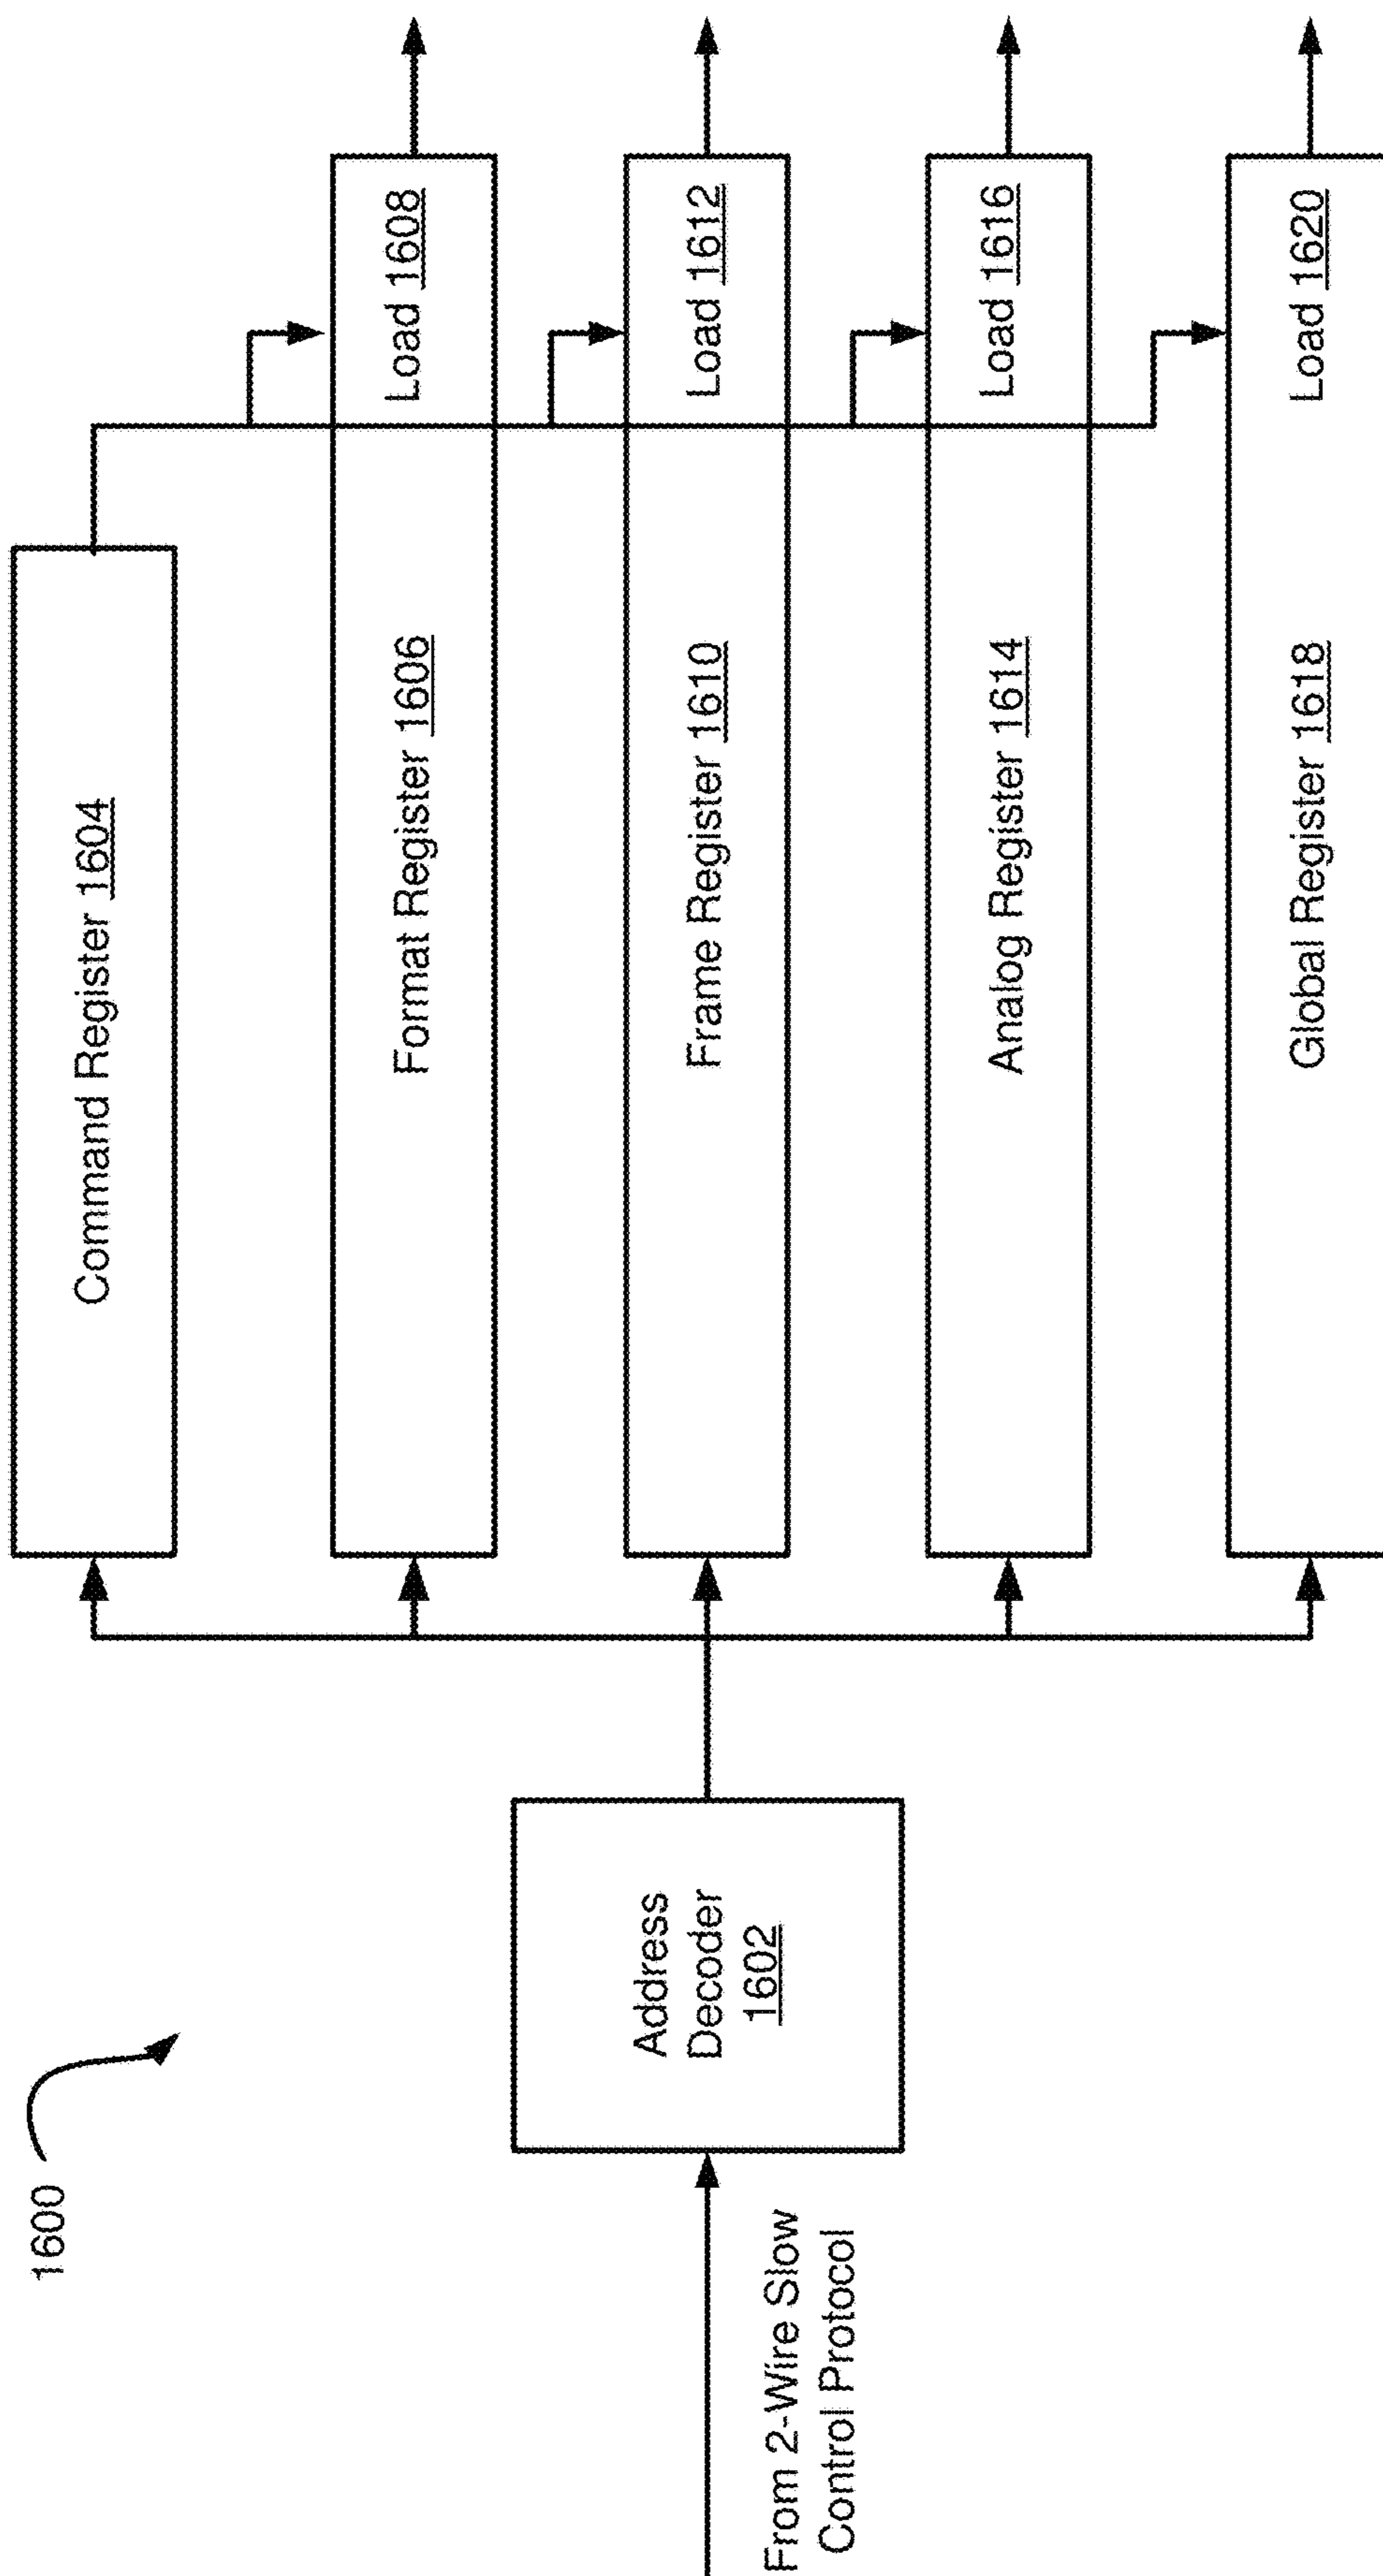 1600
From 2-Wire Slow
Control Protocol
Address
Decoder
1602
Command Register 1604
Format Register 1606
Load 1608
Frame Register 1610
Load 1612
Analog Register 1614
Load 1616
Global Register 1618
Load 1620